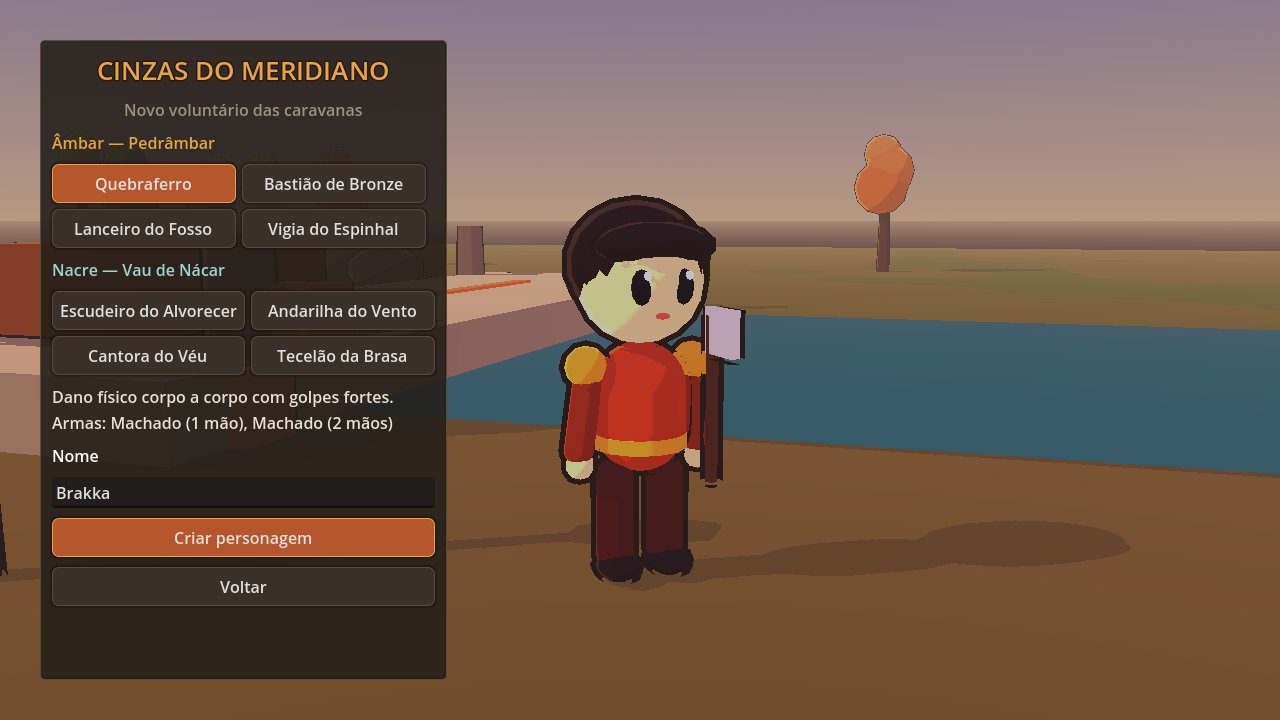 CINZAS DO MERIDIANO
Novo voluntário das caravanas
Âmbar — Pedrâmbar
Quebraferro
Bastião de Bronze
Lanceiro do Fosso
Vigia do Espinhal
Nacre — Vau de Nácar
Escudeiro do Alvorecer
Andarilha do Vento
Cantora do Véu
Tecelão da Brasa
Dano físico corpo a corpo com golpes fortes.
Armas: Machado (1 mão), Machado (2 mãos)
Nome
Brakka
Criar personagem
Voltar